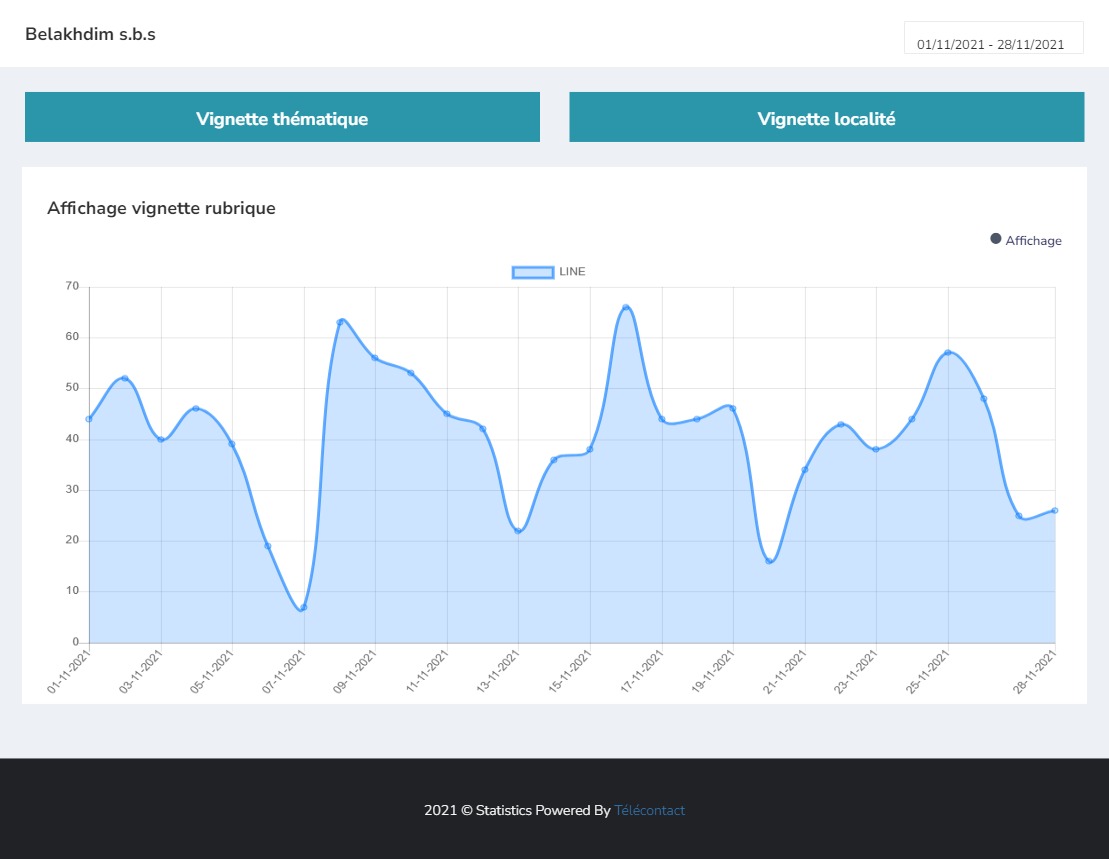 Belakhdim s.b.s
01/11/2021 - 28/11/2021
Vignette thématique
Vignette localité
Affichage vignette rubrique
Affichage
LINE
70
60
50
40
30
20
10
0
01-11-2021
03-11-2021
05-11-2021
07-11-2021
09-11-2021
11-11-2021
13-11-2021
15-11-2021
17-11-2021
19-11-2021
21-11-2021
23-11-2021
25-11-2021
28-11-2021
2021 © Statistics Powered By Télécontact